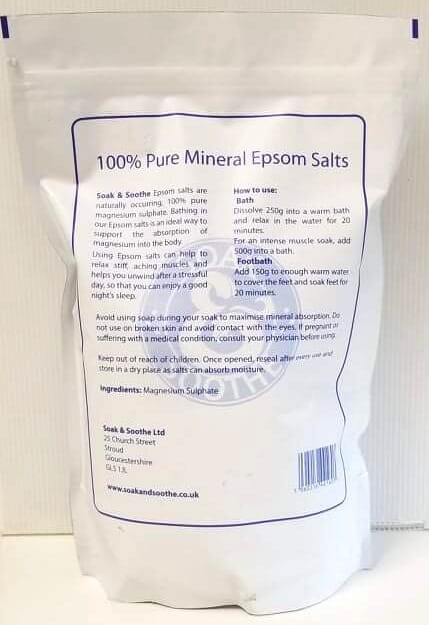 100% Pure Mineral Epsom Salts
Soak & Soothe Epsom salts are
naturally occurring, 100% pure
magnesium sulphate. Bathing in
our Epsom salts is an ideal way to
support the absorption of
magnesium into the body.
Using Epsom salts can help to
relax stiff, aching muscles and
helps you unwind after a stressful
day, so that you can enjoy a good
night's sleep.
How to use:
Bath
Dissolve 250g into a warm bath
and relax in the water for 20
minutes.
For an intense muscle soak, add
500g into a bath.
Footbath
Add 150g to enough warm water
to cover the feet and soak feet for
20 minutes.
Avoid using soap during your soak to maximise mineral absorption. Do
not use on broken skin and avoid contact with the eyes. If pregnant or
suffering with a medical condition, consult your physician before using.
Keep out of reach of children. Once opened, reseal after every use and
store in a dry place as salts can absorb moisture.
Ingredients: Magnesium Sulphate
SOAK
SOOTHE
Soak & Soothe Ltd
25 Church Street
Stroud
Gloucestershire
GL5 1JL
www.soakandsoothe.co.uk